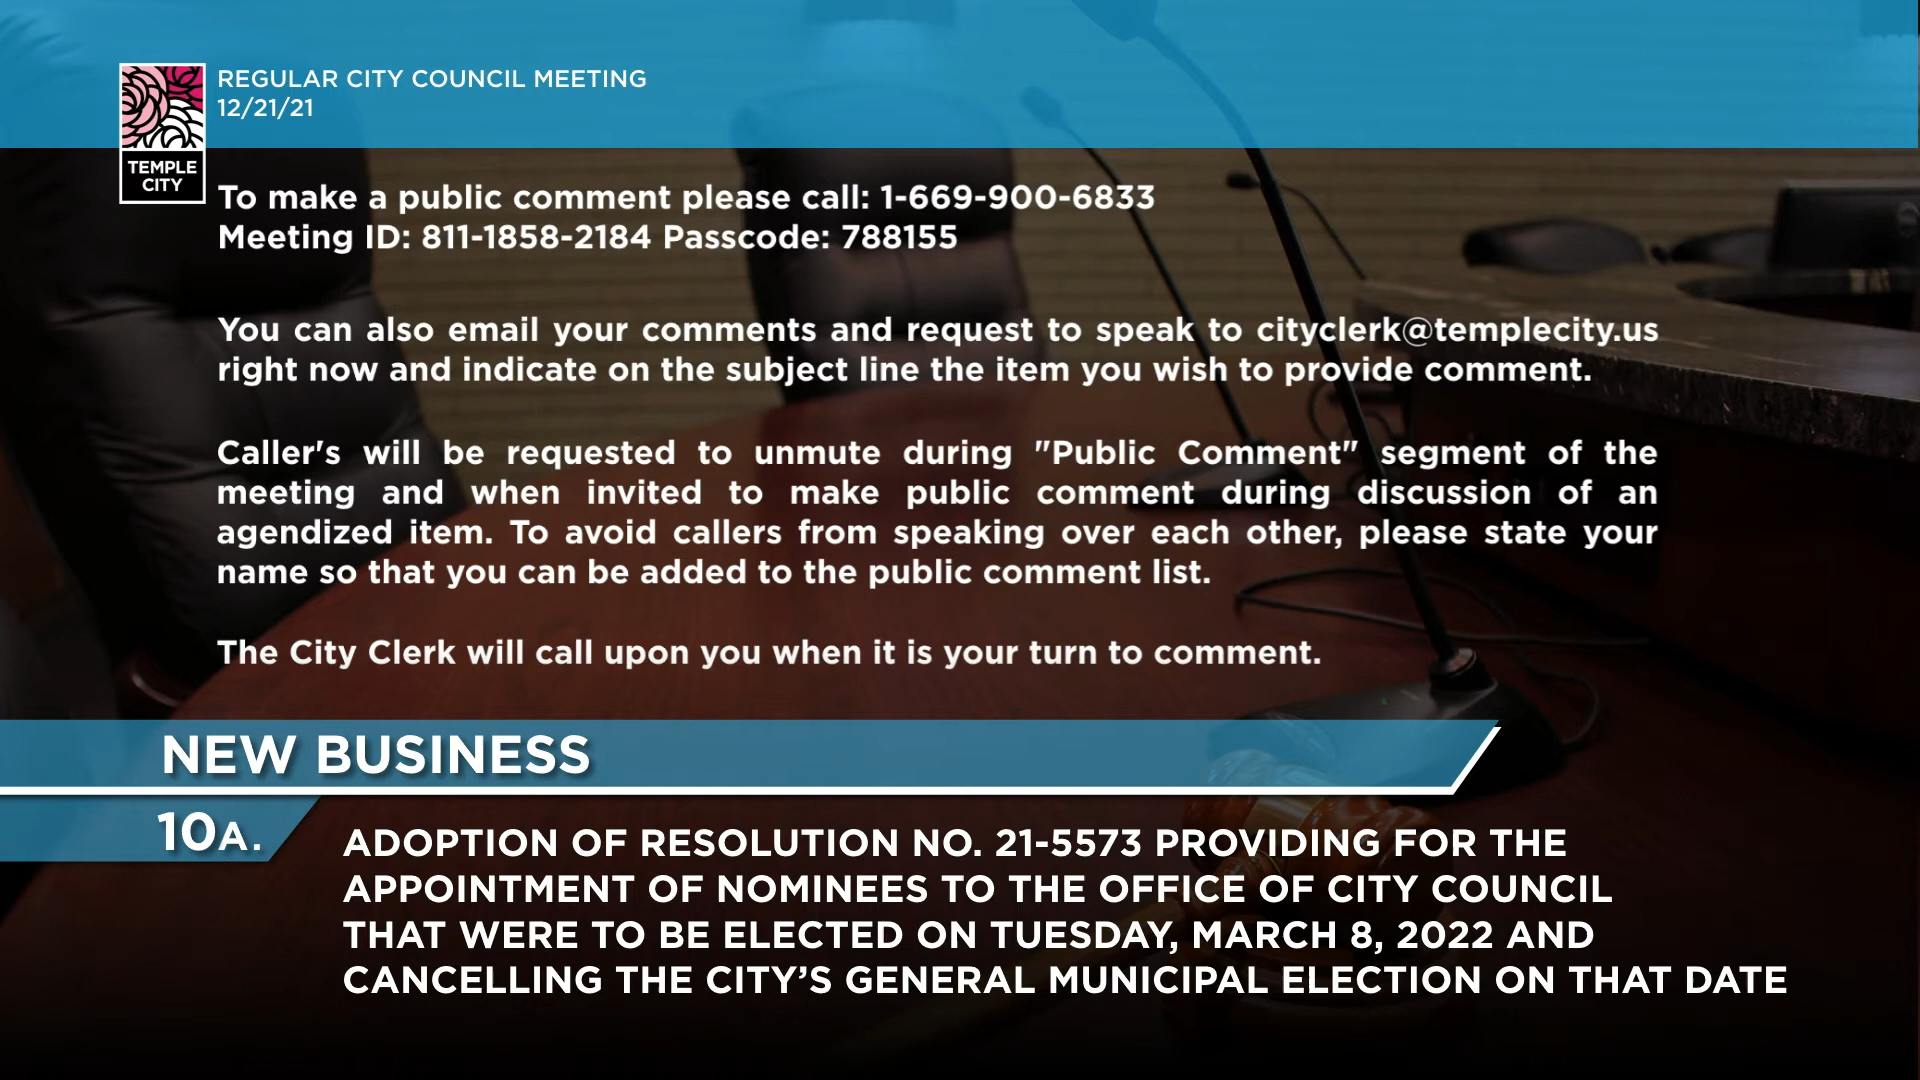 REGULAR CITY COUNCIL MEETING
12/21/21
TEMPLE
CITY
To make a public comment please call: 1-669-900-6833
Meeting ID: 811-1858-2184 Passcode: 788155
You can also email your comments and request to speak to cityclerk@templecity.us
right now and indicate on the subject line the item you wish to provide comment.
Caller's will be requested to unmute during "Public Comment" segment of the
meeting and when invited to make public comment during discussion of an
agendized item. To avoid callers from speaking over each other, please state your
name so that you can be added to the public comment list.
The City Clerk will call upon you when it is your turn to comment.
NEW BUSINESS
10A.
ADOPTION OF RESOLUTION NO. 21-5573 PROVIDING FOR THE
APPOINTMENT OF NOMINEES TO THE OFFICE OF CITY COUNCIL
THAT WERE TO BE ELECTED ON TUESDAY, MARCH 8, 2022 AND
CANCELLING THE CITY’S GENERAL MUNICIPAL ELECTION ON THAT DATE